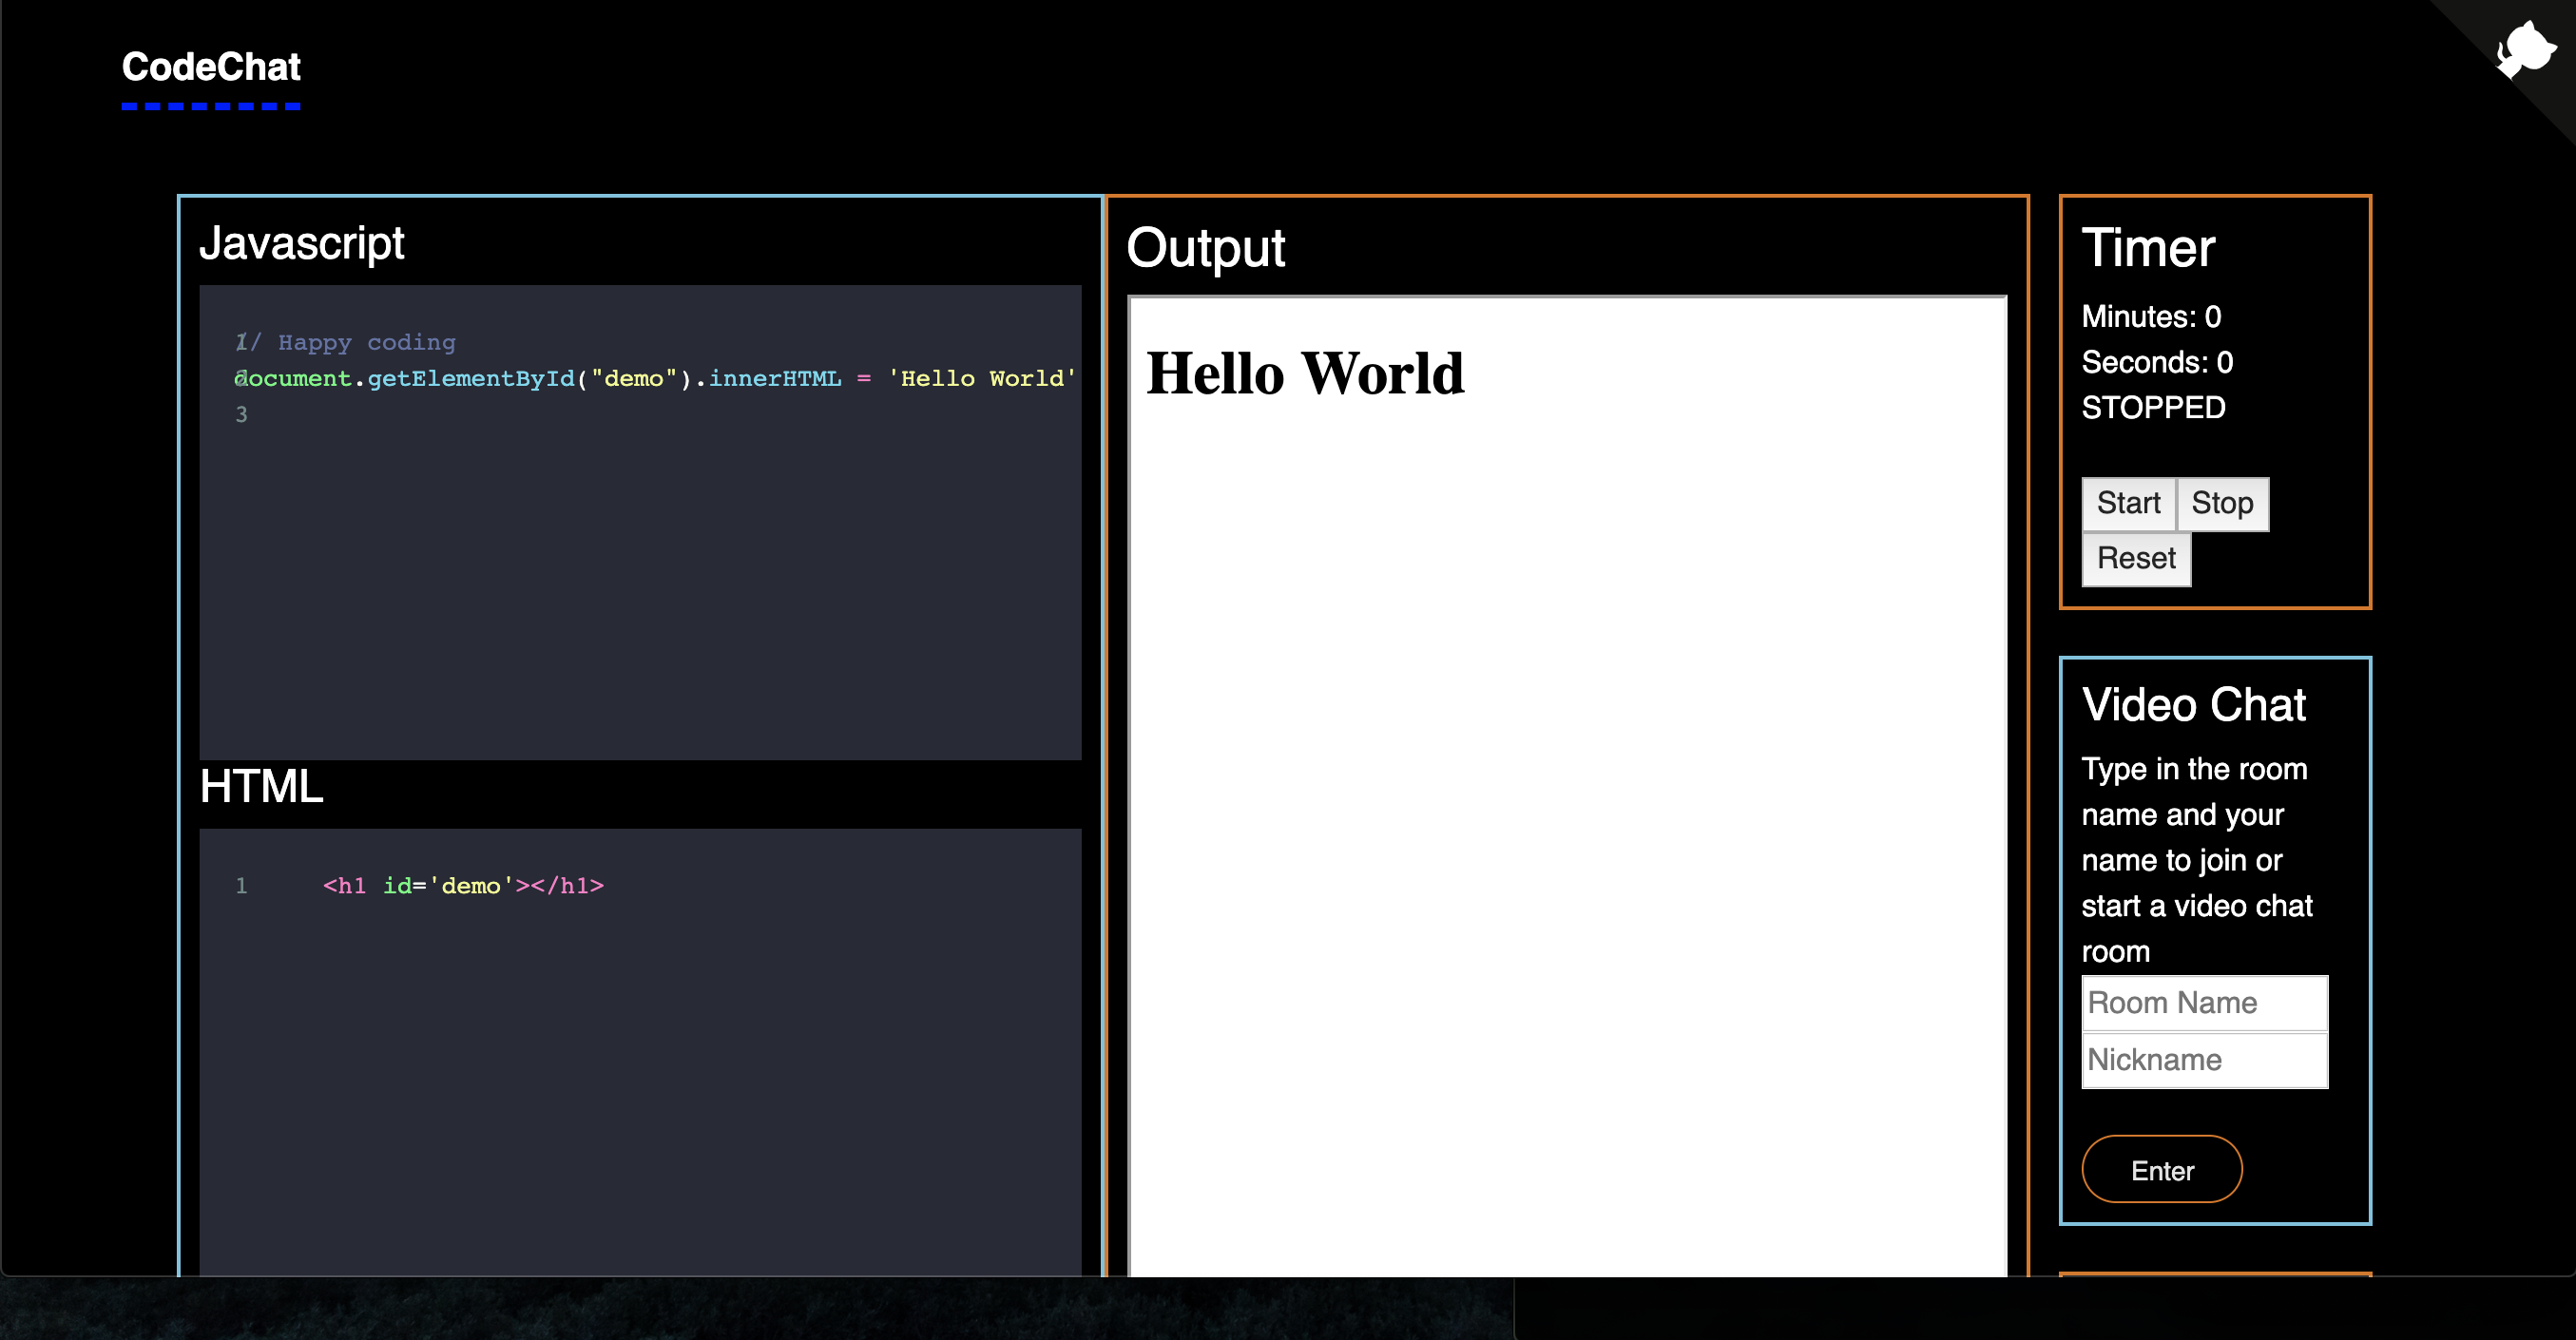 CodeChat
Javascript
1
// Happy coding
2
document.getElementById("demo").innerHTML = 'Hello World'
3
HTML
1 <h1 id='demo'></h1>
Output
Hello World
Timer
Minutes: 0
Seconds: 0
STOPPED
Start Stop
Reset
Video Chat
Type in the room
name and your
name to join or
start a video chat
room
Room Name
Nickname
Enter